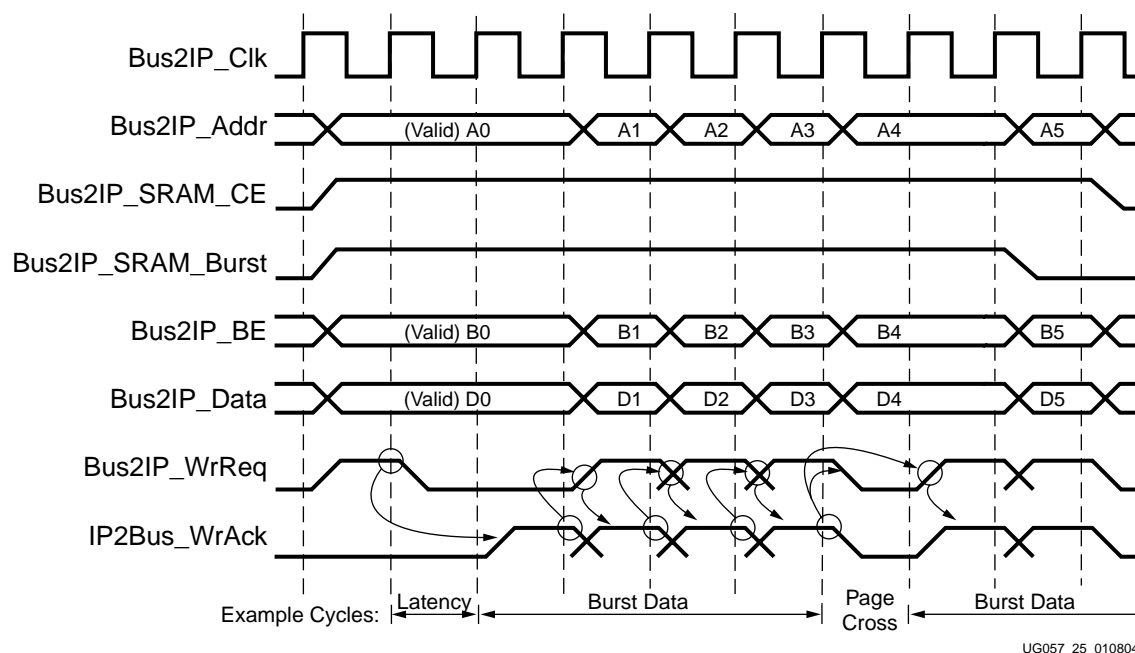 Bus2IP_Clk
Bus2IP_Addr (Valid) A0 A1 A2 A3 A4 A5
Bus2IP_SRAM_CE
Bus2IP_SRAM_Burst
Bus2IP_BE (Valid) B0 B1 B2 B3 B4 B5
Bus2IP_Data (Valid) D0 D1 D2 D3 D4 D5
Bus2IP_WrReq
IP2Bus_WrAck
Example Cycles: Latency Burst Data Page Cross Burst Data
UG057_25_010804